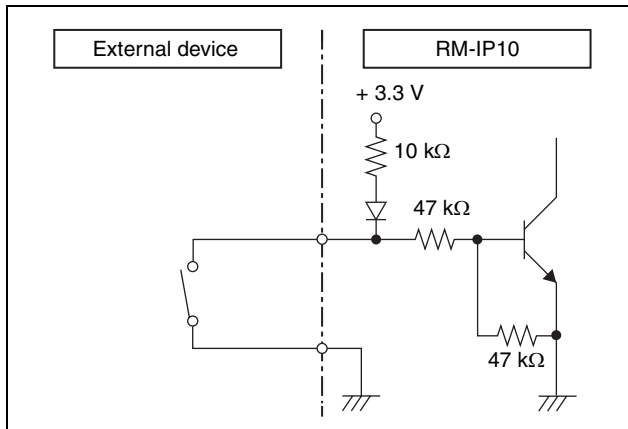 External device
RM-IP10
+ 3.3 V
10 kΩ
47 kΩ
47 kΩ